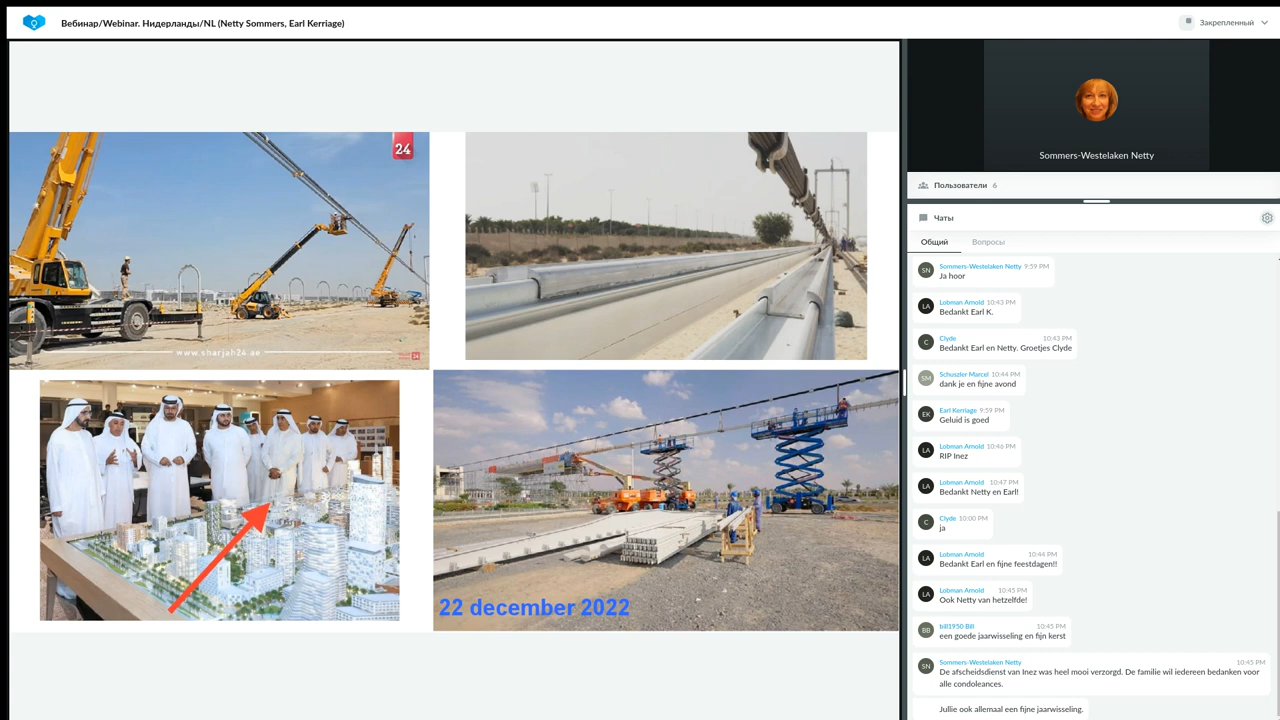 Вебинар/Webinar. Нидерланды/NL (Netty Sommers, Earl Kerriage)
Закрепленный
24
www.sharjah24.ae
22 december 2022
Sommers-Westelaken Netty
Пользователи 6
Чаты
Общий Вопросы
SN
Sommers-Westelaken Netty 9:59 PM
Ja hoor
LA
Lobman Arnold 10:43 PM
Bedankt Earl K.
C
Clyde 10:43 PM
Bedankt Earl en Netty. Groetjes Clyde
SM
Schuszler Marcel 10:44 PM
dank je en fijne avond
EK
Earl Kerriage 9:59 PM
Geluid is goed
LA
Lobman Arnold 10:46 PM
RIP Inez
LA
Lobman Arnold 10:47 PM
Bedankt Netty en Earl!
C
Clyde 10:00 PM
ja
LA
Lobman Arnold 10:44 PM
Bedankt Earl en fijne feestdagen!!
LA
Lobman Arnold 10:45 PM
Ook Netty van hetzelfde!
BB
bill1950 Bill 10:45 PM
een goede jaarwisseling en fijn kerst
SN
Sommers-Westelaken Netty 10:45 PM
De afscheidsdienst van Inez was heel mooi verzorgd. De familie wil iedereen bedanken voor
alle condoleances.
Jullie ook allemaal een fijne jaarwisseling.